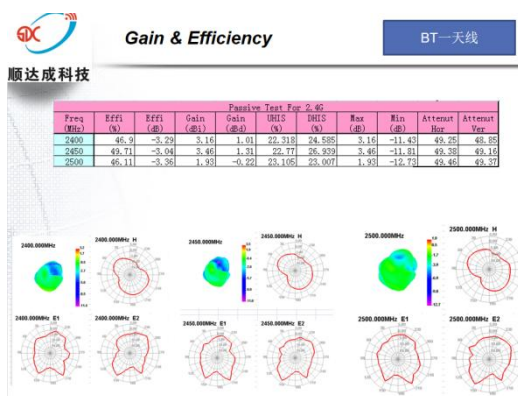 SDC
顺达成科技
Gain & Efficiency
BT一天线
Passive Test For 2.4G
Freq (MHz) Effi (%) Effi (dB) Gain (dBi) Gain (dBd) UHIS (%) DHIS (%) Max (dB) Min (dB) Attenut Hor Attenut Ver
2400 46.9 -3.29 3.16 1.01 22.318 24.585 3.16 -11.43 49.25 48.85
2450 49.71 -3.04 3.46 1.31 22.77 26.939 3.46 -11.81 49.38 49.16
2500 46.11 -3.36 1.93 -0.22 23.105 23.007 1.93 -12.73 49.46 49.37
2400.000MHz
2400.000MHz H
2450.000MHz
2450.000MHz H
2500.000MHz
2500.000MHz H
2400.000MHz E1
2400.000MHz E2
2450.000MHz E1
2450.000MHz E2
2500.000MHz E1
2500.000MHz E2